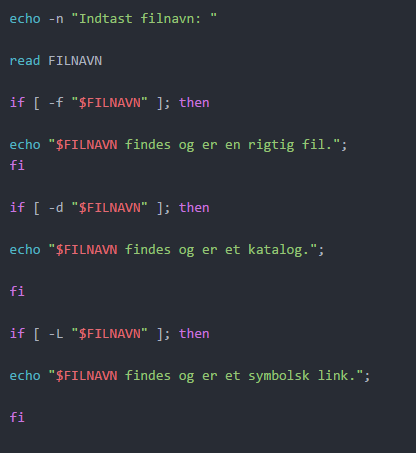 echo -n "Indtast filnavn: "
read FILNAVN
if [ -f "$FILNAVN" ]; then
echo "$FILNAVN findes og er en rigtig fil.";
fi
if [ -d "$FILNAVN" ]; then
echo "$FILNAVN findes og er et katalog.";
fi
if [ -L "$FILNAVN" ]; then
echo "$FILNAVN findes og er et symbolsk link.";
fi